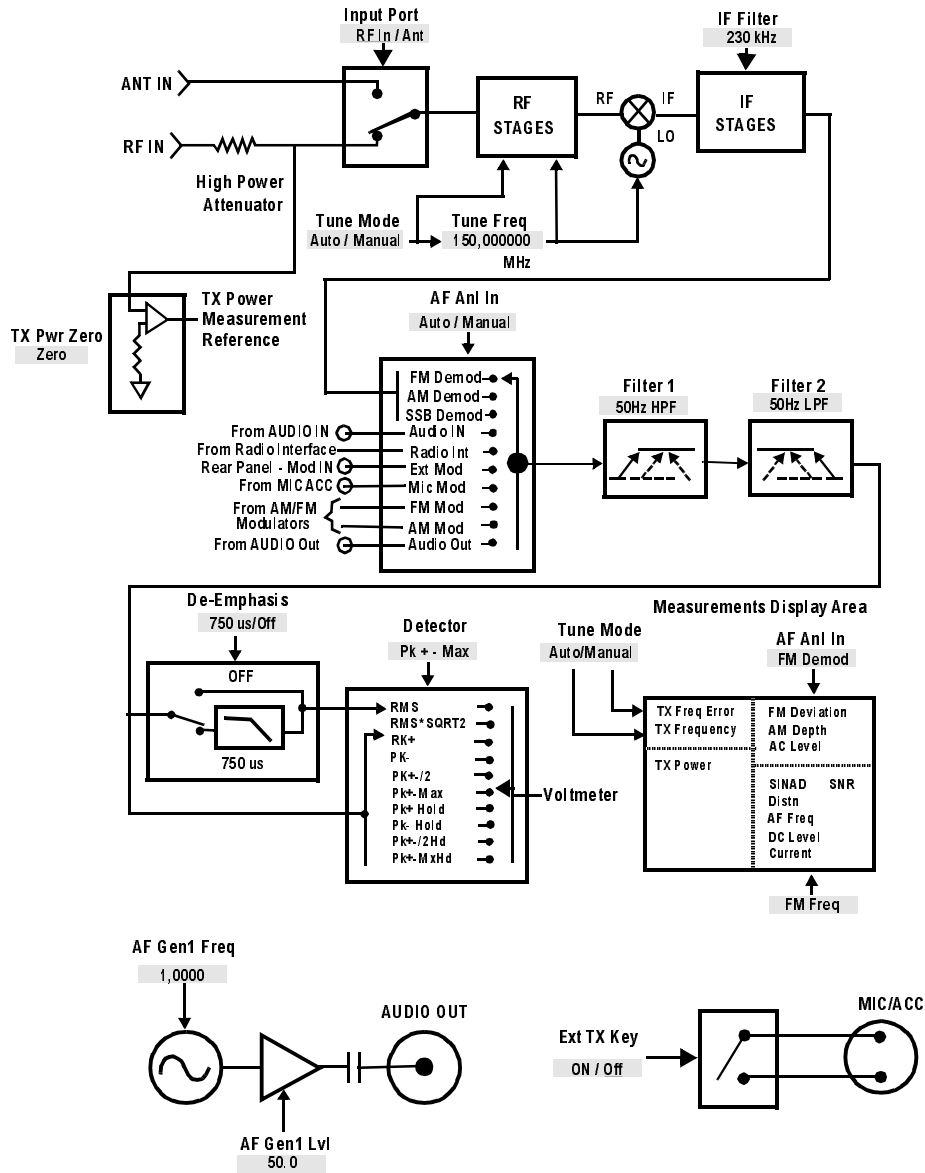 Input Port
RF In / Ant
IF Filter
230 kHz
ANT IN
RF IN
High Power
Attenuator
RF
STAGES
RF
IF
LO
IF
STAGES
Tune Mode
Auto / Manual
Tune Freq
150,000000
MHz
TX Pwr Zero
Zero
TX Power
Measurement
Reference
AF Anl In
Auto / Manual
FM Demod
AM Demod
SSB Demod
From AUDIO IN
Audio IN
From Radio Interface
Radio Int
Rear Panel - Mod IN
Ext Mod
From MIC ACC
Mic Mod
From AM/FM
Modulators
FM Mod
AM Mod
From AUDIO Out
Audio Out
Filter 1
50Hz HPF
Filter 2
50Hz LPF
De-Emphasis
750 us/Off
OFF
750 us
Detector
Pk + - Max
RMS
RMS*SQRT2
RK+
PK-
PK+-/2
Pk+-Max
Pk+ Hold
Pk- Hold
Pk+-/2Hd
Pk+-MxHd
Voltmeter
Measurements Display Area
Tune Mode
Auto/Manual
AF Anl In
FM Demod
TX Freq Error
TX Frequency
TX Power
FM Deviation
AM Depth
AC Level
SINAD SNR
Distn
AF Freq
DC Level
Current
FM Freq
AF Gen1 Freq
1,0000
AUDIO OUT
AF Gen1 Lvl
50. 0
Ext TX Key
ON / Off
MIC/ACC